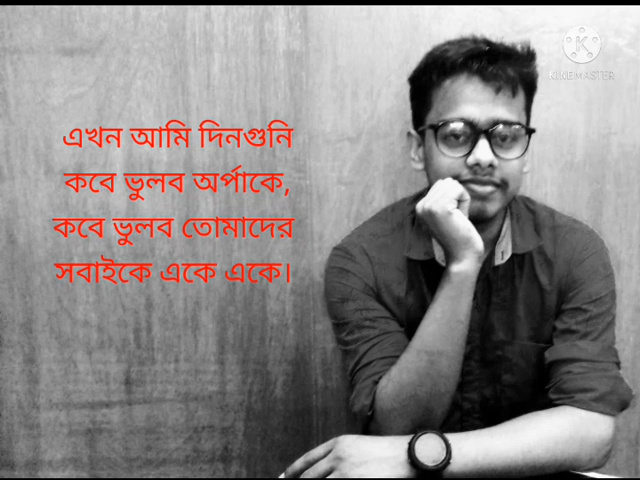 এখন আমি দিনগুনি
কবে ভুলব অর্পাকে,
কবে ভুলব তোমাদের
সবাইকে একে একে।
K
KINEMASTER